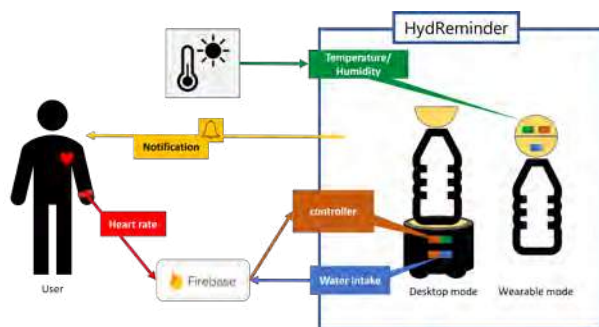 HydReminder
Temperature/
Humidity
Notification
controller
Heart rate
Firebase
Water intake
User
Desktop mode
Wearable mode